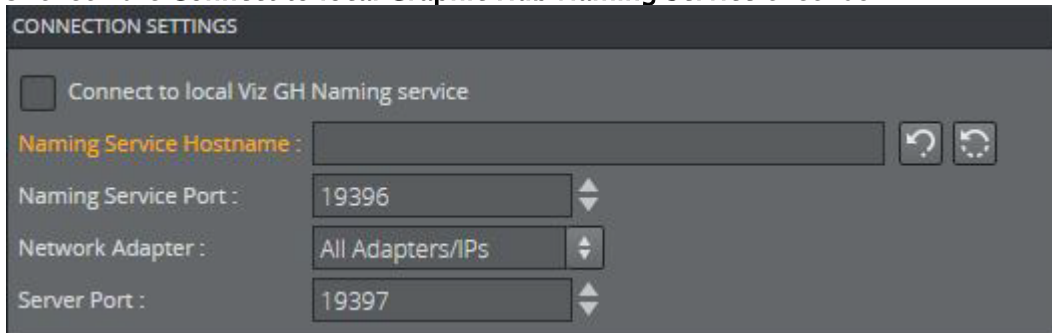 CONNECTION SETTINGS
Connect to local Viz GH Naming service
Naming Service Hostname :
Naming Service Port : 19396
Network Adapter : All Adapters/IPs
Server Port : 19397